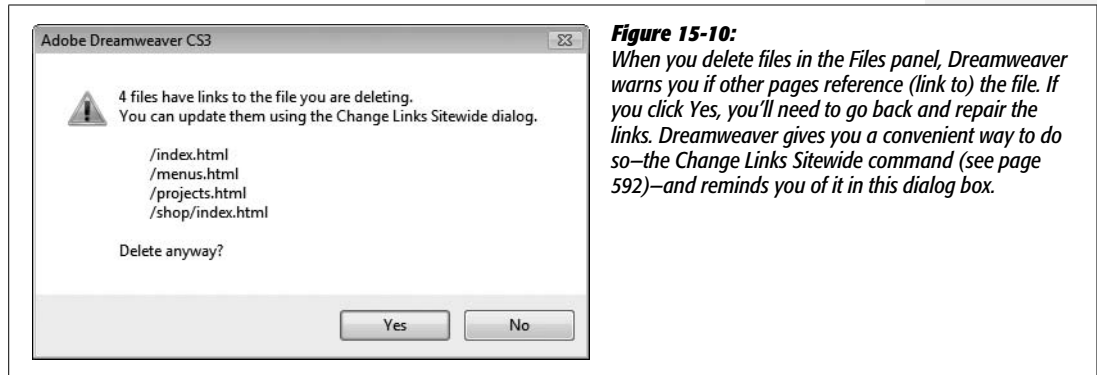 Adobe Dreamweaver CS3
4 files have links to the file you are deleting.
You can update them using the Change Links Sitewide dialog.
/index.html
/menus.html
/projects.html
/shop/index.html
Delete anyway?
Yes No
Figure 15-10:
When you delete files in the Files panel, Dreamweaver
warns you if other pages reference (link to) the file. If
you click Yes, you’ll need to go back and repair the
links. Dreamweaver gives you a convenient way to do
so—the Change Links Sitewide command (see page
592)—and reminds you of it in this dialog box.